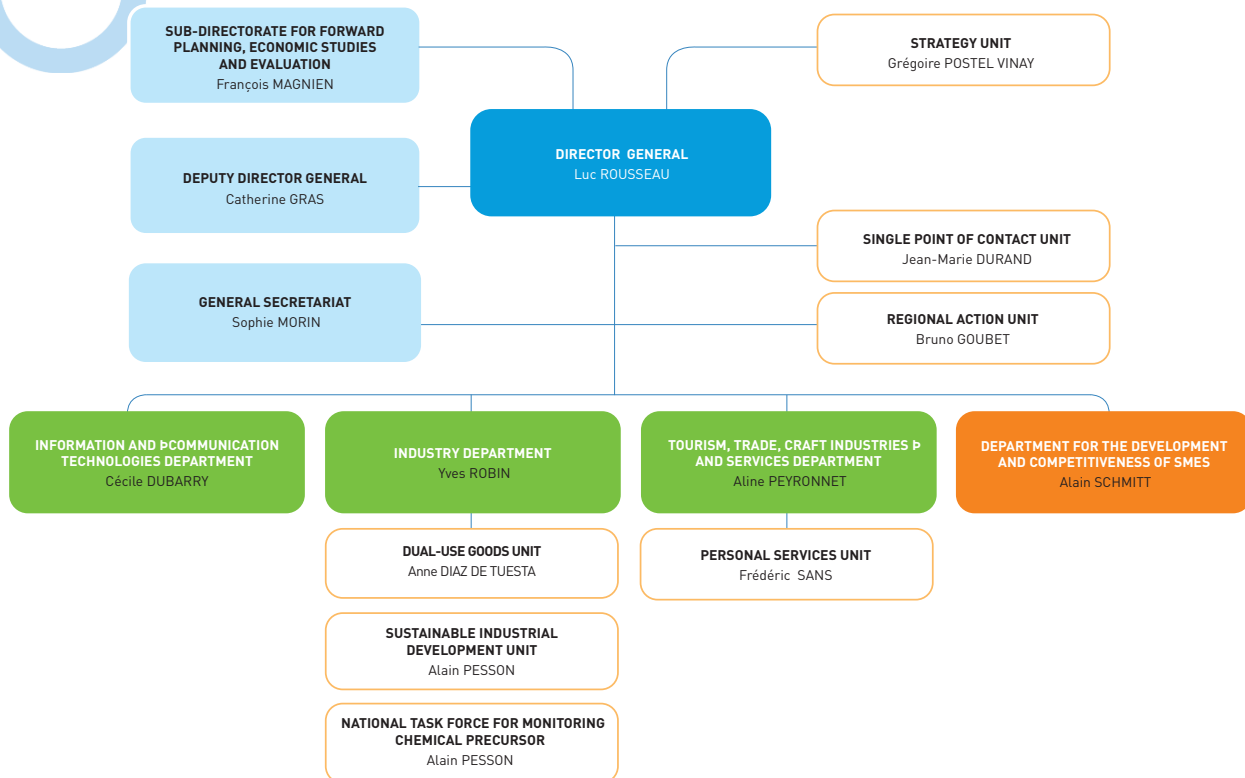 SUB-DIRECTORATE FOR FORWARD
PLANNING, ECONOMIC STUDIES
AND EVALUATION
François MAGNIEN
STRATEGY UNIT
Grégoire POSTEL VINAY
DIRECTOR GENERAL
Luc ROUSSEAU
DEPUTY DIRECTOR GENERAL
Catherine GRAS
SINGLE POINT OF CONTACT UNIT
Jean-Marie DURAND
GENERAL SECRETARIAT
Sophie MORIN
REGIONAL ACTION UNIT
Bruno GOUBET
INFORMATION AND ÞCOMMUNICATION
TECHNOLOGIES DEPARTMENT
Cécile DUBARRY
INDUSTRY DEPARTMENT
Yves ROBIN
TOURISM, TRADE, CRAFT INDUSTRIES Þ
AND SERVICES DEPARTMENT
Aline PEYRONNET
DEPARTMENT FOR THE DEVELOPMENT
AND COMPETITIVENESS OF SMES
Alain SCHMITT
DUAL-USE GOODS UNIT
Anne DIAZ DE TUESTA
PERSONAL SERVICES UNIT
Frédéric SANS
SUSTAINABLE INDUSTRIAL
DEVELOPMENT UNIT
Alain PESSON
NATIONAL TASK FORCE FOR MONITORING
CHEMICAL PRECURSOR
Alain PESSON